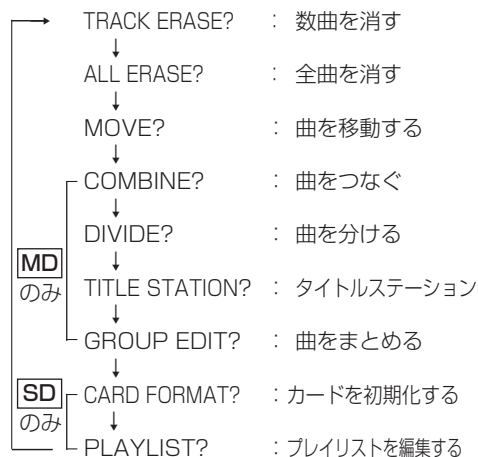 TRACK ERASE? : 数曲を消す
ALL ERASE? : 全曲を消す
MOVE? : 曲を移動する
COMBINE? : 曲をつなぐ
DIVIDE? : 曲を分ける
MD
のみ
TITLE STATION? : タイトルステーション
GROUP EDIT? : 曲をまとめる
SD
のみ
CARD FORMAT? : カードを初期化する
PLAYLIST? : プレイリストを編集する